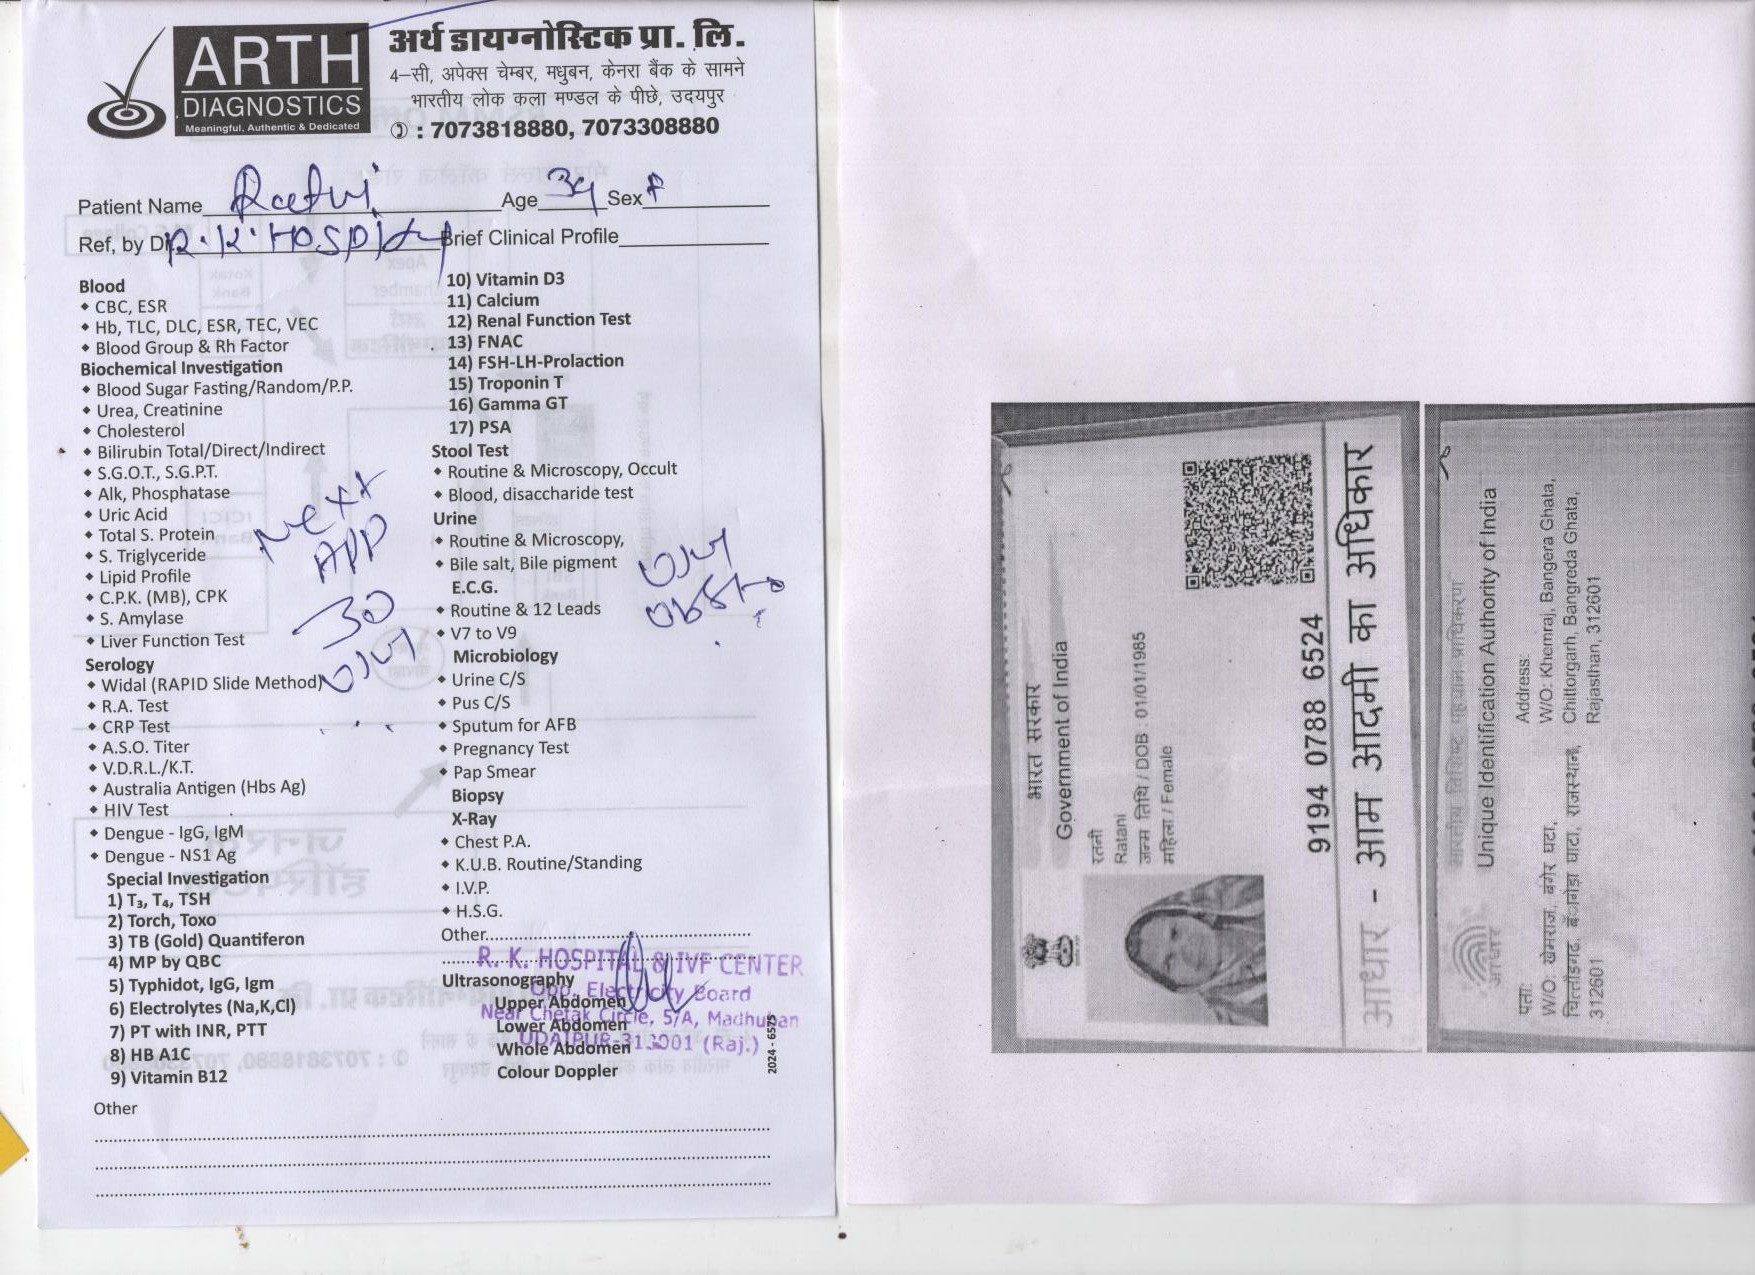 ARTH
DIAGNOSTICS
Meaningful, Authentic & Dedicated
अर्थ डायग्नोस्टिक प्रा. लि.
4–सी, अपेक्स चेम्बर, मधुबन, केनरा बैंक के सामने
भारतीय लोक कला मण्डल के पीछे, उदयपुर
: 7073818880, 7073308880
Patient Name Age Sex F
Ref, by Dr. R.K. Hospital Brief Clinical Profile
Blood
CBC, ESR
Hb, TLC, DLC, ESR, TEC, VEC
Blood Group & Rh Factor
Biochemical Investigation
Blood Sugar Fasting/Random/P.P.
Urea, Creatinine
Cholesterol
Bilirubin Total/Direct/Indirect
S.G.O.T., S.G.P.T.
Alk, Phosphatase
Uric Acid
Total S. Protein
S. Triglyceride
Lipid Profile
C.P.K. (MB), CPK
S. Amylase
Liver Function Test
Next
APP
30
Serology
Widal (RAPID Slide Method)
R.A. Test
CRP Test
A.S.O. Titer
V.D.R.L./K.T.
Australia Antigen (Hbs Ag)
HIV Test
Dengue - IgG, IgM
Dengue - NS1 Ag
Special Investigation
1) T₃, T₄, TSH
2) Torch, Toxo
3) TB (Gold) Quantiferon
4) MP by QBC
5) Typhidot, IgG, Igm
6) Electrolytes (Na,K,Cl)
7) PT with INR, PTT
8) HB A1C
9) Vitamin B12
10) Vitamin D3
11) Calcium
12) Renal Function Test
13) FNAC
14) FSH-LH-Prolaction
15) Troponin T
16) Gamma GT
17) PSA
Stool Test
Routine & Microscopy, Occult
Blood, disaccharide test
Urine
Routine & Microscopy,
Bile salt, Bile pigment
E.C.G.
Routine & 12 Leads
V7 to V9
Microbiology
Urine C/S
Pus C/S
Sputum for AFB
Pregnancy Test
Pap Smear
Biopsy
X-Ray
Chest P.A.
K.U.B. Routine/Standing
I.V.P.
H.S.G.
Other
R. K. HOSPITAL & IVF CENTER
Opp. Electricity Board
Near Chetak Circle, 5/A, Madhuban
UDAIPUR-313001 (Raj.)
Ultrasonography
Upper Abdomen
Lower Abdomen
Whole Abdomen
Colour Doppler
2024 - 6575
Other
भारत सरकार
Government of India
रतनी
Ratani
जन्म तिथि / DOB : 01/01/1985
महिला / Female
9194 0788 6524
आधार - आम आदमी का अधिकार
भारतीय विशिष्ट पहचान प्राधिकरण
Unique Identification Authority of India
आधार
पता:
W/O: खेमराज, बंगेर घटा,
चित्तौड़गढ़, बेंागेड़ा घाटा, राजस्थान,
312601
Address:
W/O: Khemraj, Bangera Ghata,
Chittorgarh, Bangreda Ghata,
Rajasthan, 312601